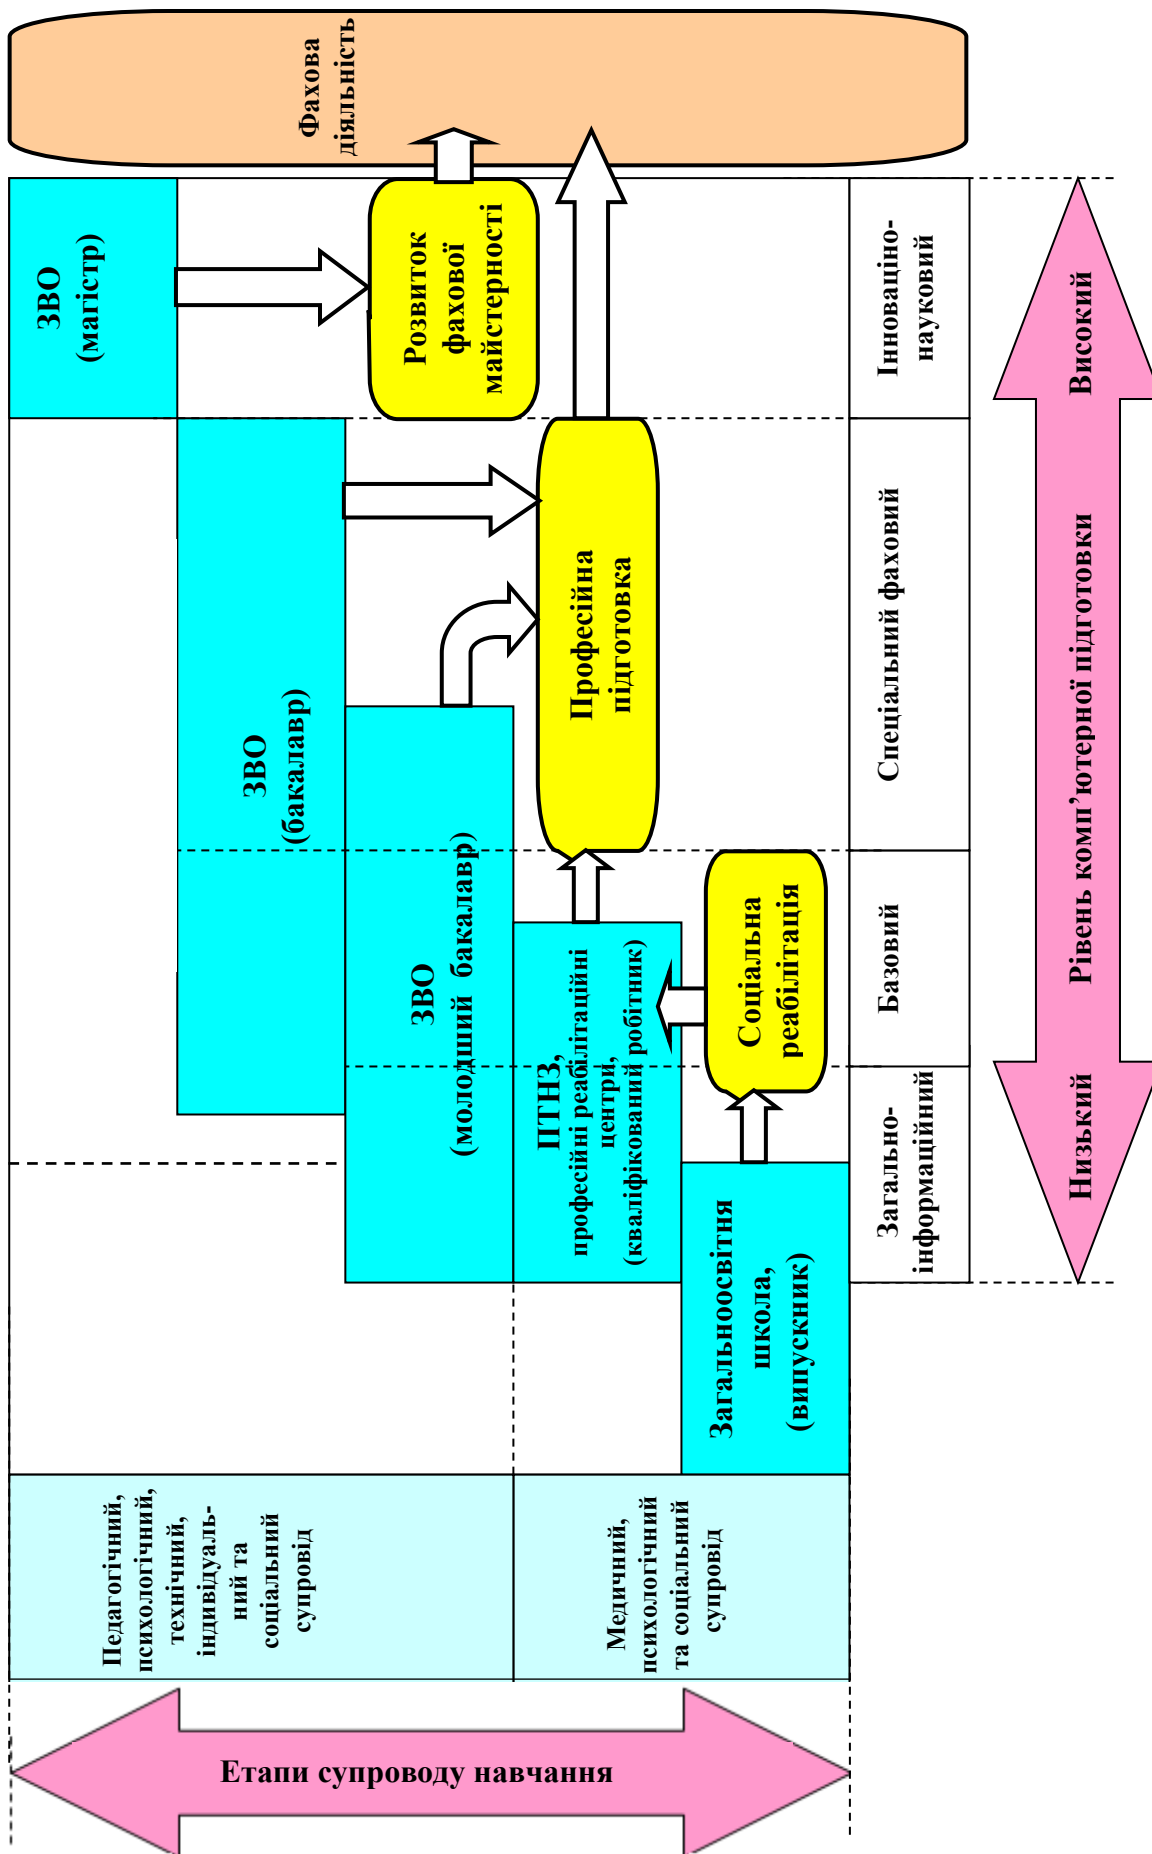 Фахова
діяльність
ЗВО
(магістр)
Розвиток
фахової
майстерності
Інноваціно-
науковий
Високий
ЗВО
(бакалавр)
Професійна
підготовка
Спеціальний фаховий
Рівень комп’ютерної підготовки
ЗВО
(молодший бакалавр)
ПТНЗ,
професійні реабілітаційні
центри,
(кваліфікований робітник)
Соціальна
реабілітація
Базовий
Загально-
інформаційний
Низький
Загальноосвітня
школа,
(випускник)
Педагогічний,
психологічний,
технічний,
індивідуаль-
ний та
соціальний
супровід
Медичний,
психологічний
та соціальний
супровід
Етапи супроводу навчання